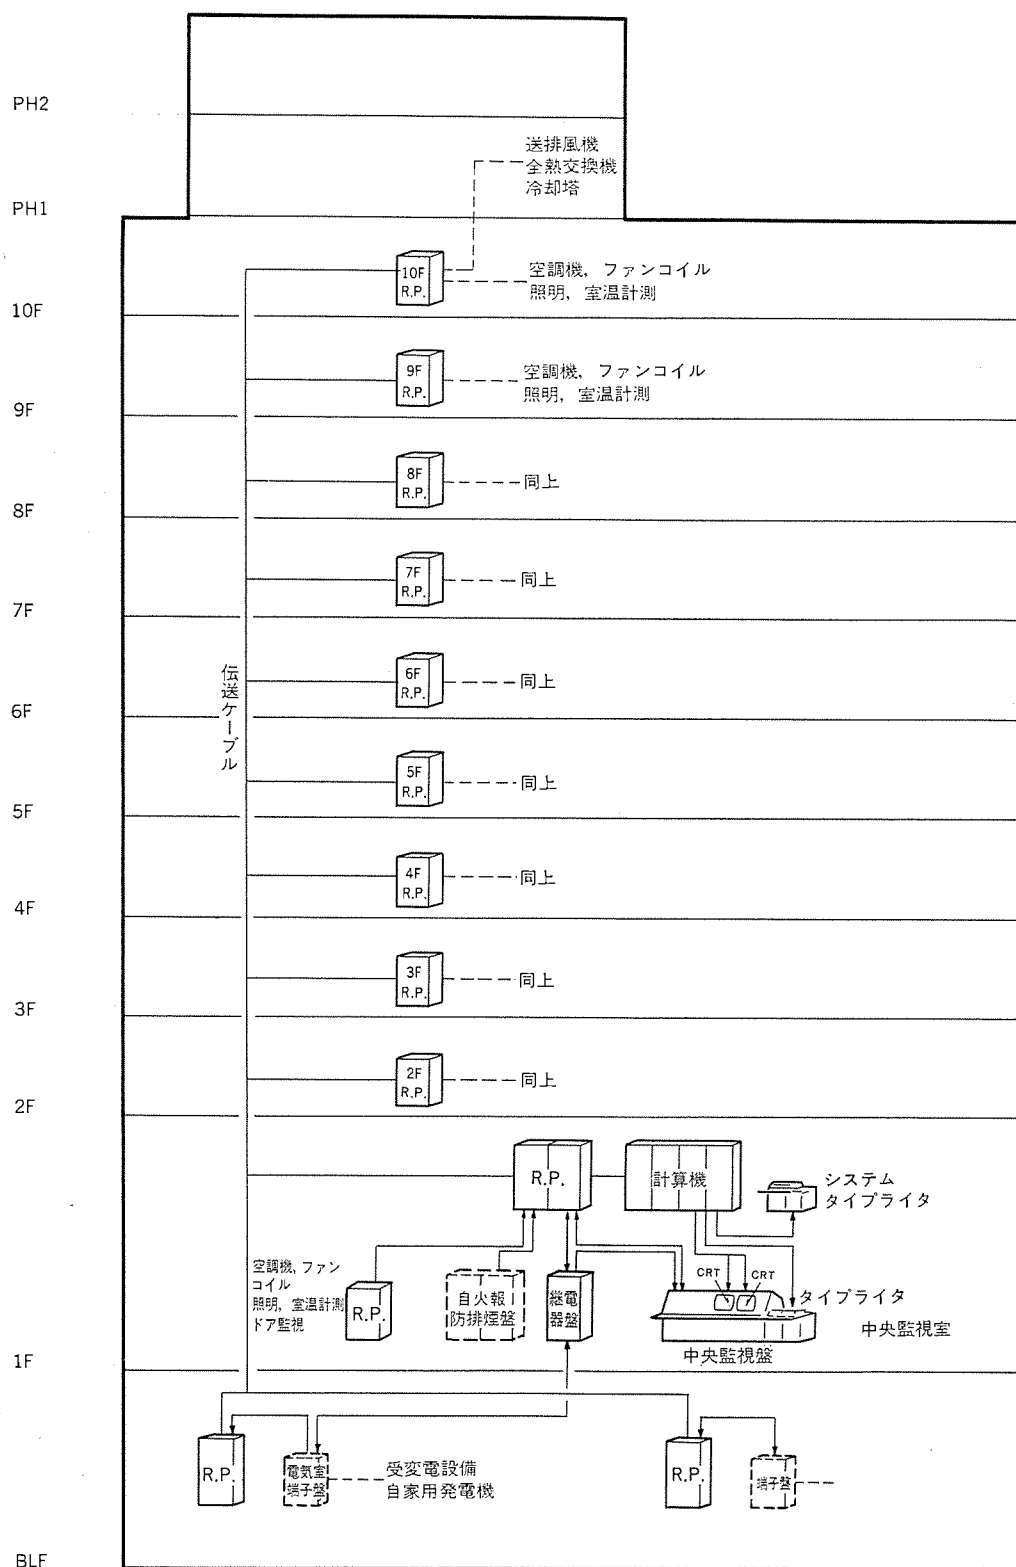 PH2
送排風機
全熱交換機
冷却塔
PH1
10F
R.P.
空調機, ファンコイル
照明, 室温計測
10F
9F
R.P.
空調機, ファンコイル
照明, 室温計測
9F
8F
R.P.
同上
8F
7F
R.P.
同上
7F
伝送ケーブル
6F
R.P.
同上
6F
5F
R.P.
同上
5F
4F
R.P.
同上
4F
3F
R.P.
同上
3F
2F
R.P.
同上
2F
R.P.
計算機
システム
タイプライタ
空調機, ファン
コイル
照明, 室温計測
ドア監視
R.P.
自火報
防排煙盤
継電
器盤
CRT
CRT
タイプライタ
中央監視室
中央監視盤
1F
R.P.
電気室
端子盤
受変電設備
自家用発電機
R.P.
端子盤
BLF